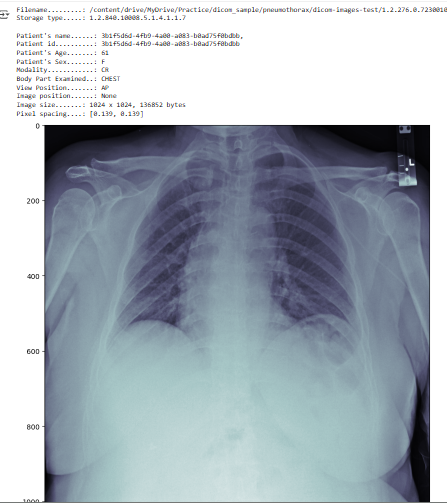 Filename.........: /content/drive/MyDrive/Practice/dicom_sample/pneumothorax/dicom-images-test/1.2.276.0.7230010
Storage type.....: 1.2.840.10008.5.1.4.1.1.7
Patient's name......: 3b1f5d6d-4fb9-4a00-a083-b0ad75f0bdbb,
Patient id..........: 3b1f5d6d-4fb9-4a00-a083-b0ad75f0bdbb
Patient's Age.......: 61
Patient's Sex.......: F
Modality............: CR
Body Part Examined..: CHEST
View Position.......: AP
Image position......: None
Image size.......: 1024 x 1024, 136852 bytes
Pixel spacing....: [0.139, 0.139]
0
L
200
400
600
800
1000